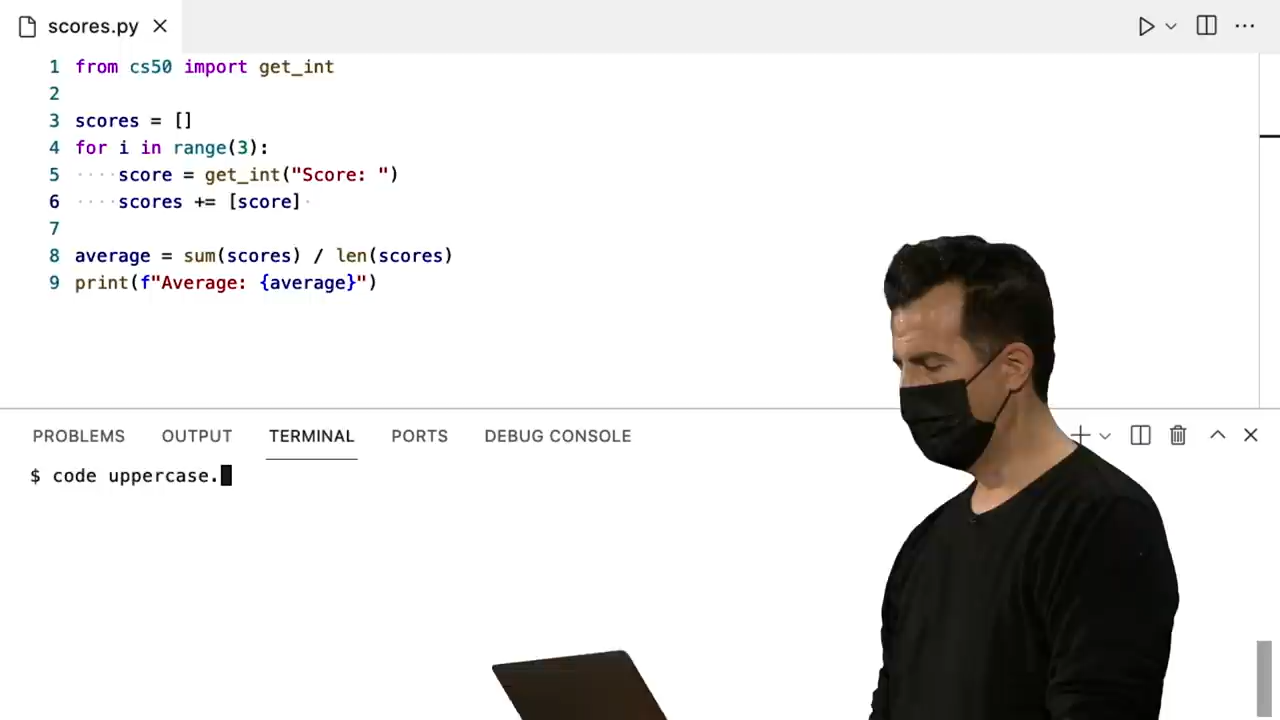 scores.py
1 from cs50 import get_int
2
3 scores = []
4 for i in range(3):
5 ····score = get_int("Score: ")
6 ····scores += [score]·
7
8 average = sum(scores) / len(scores)
9 print(f"Average: {average}")
PROBLEMS OUTPUT TERMINAL PORTS DEBUG CONSOLE
$ code uppercase.